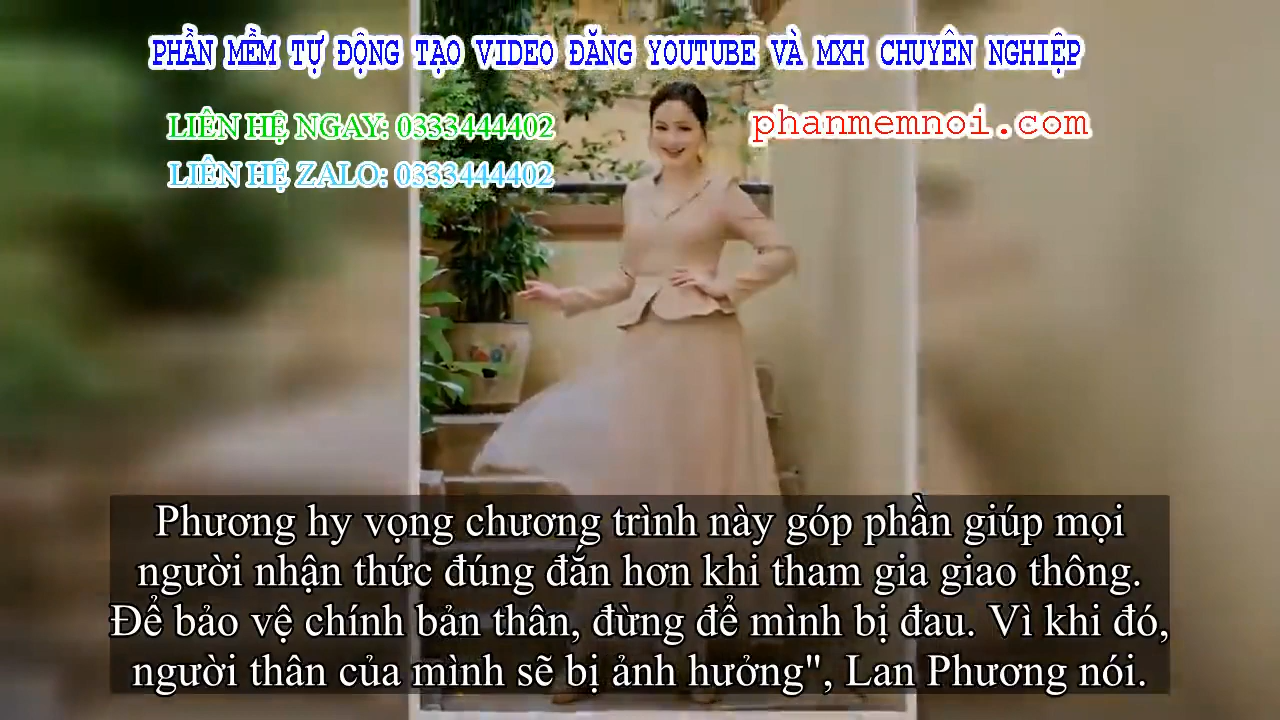 PHẦN MỀM TỰ ĐỘNG TẠO VIDEO ĐĂNG YOUTUBE VÀ MXH CHUYÊN NGHIỆP
LIÊN HỆ NGAY: 0333444402
phanmemnoi.com
LIÊN HỆ ZALO: 0333444402
Phương hy vọng chương trình này góp phần giúp mọi
người nhận thức đúng đắn hơn khi tham gia giao thông.
Để bảo vệ chính bản thân, đừng để mình bị đau. Vì khi đó,
người thân của mình sẽ bị ảnh hưởng", Lan Phương nói.